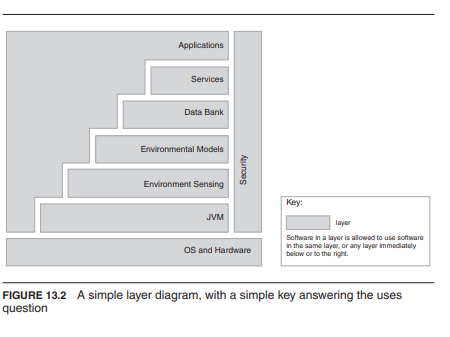 Applications
Services
Data Bank
Environmental Models
Environment Sensing
JVM
OS and Hardware
Security
Key:
layer
Software in a layer is allowed to use software
in the same layer, or any layer immediately
below or to the right.
FIGURE 13.2 A simple layer diagram, with a simple key answering the uses
question